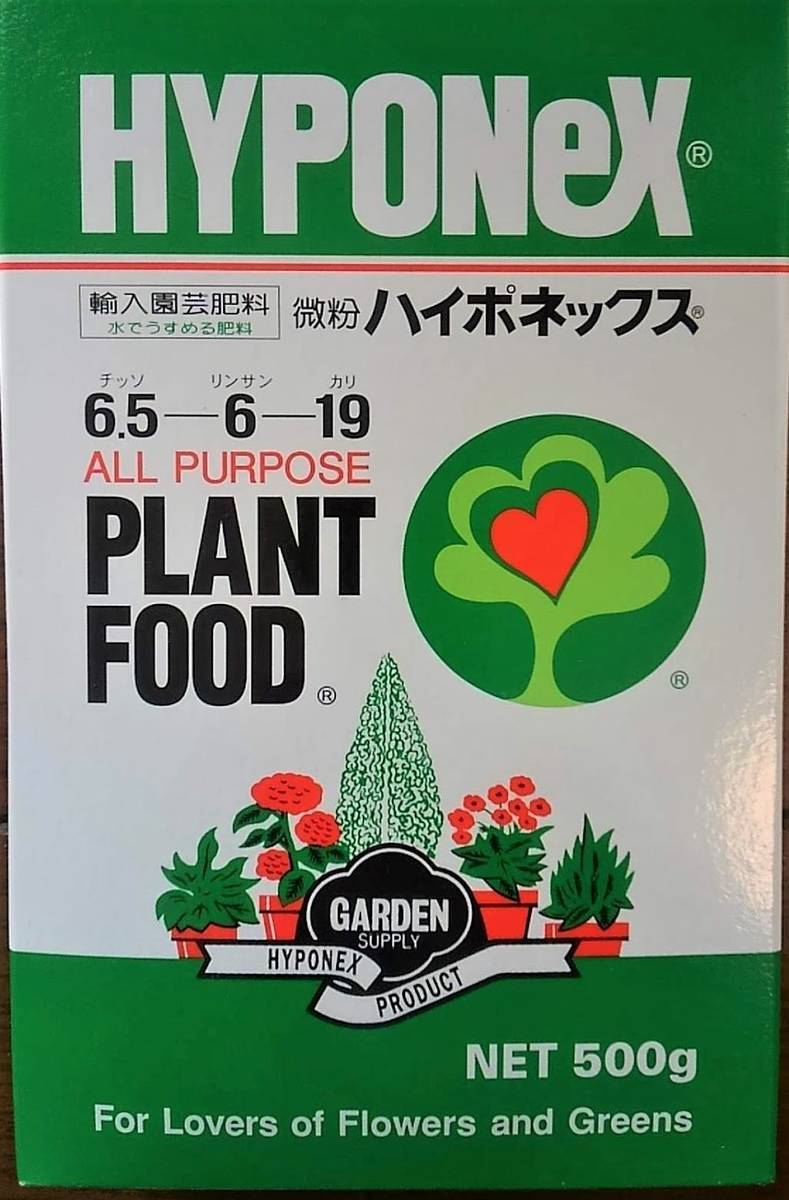 HYPONeX®
輸入園芸肥料
水でうすめる肥料
微粉 ハイポネックス®
チッソ リンサン カリ
6.5—6—19
ALL PURPOSE
PLANT
FOOD®
®
GARDEN
SUPPLY
HYPONEX
PRODUCT
NET 500g
For Lovers of Flowers and Greens